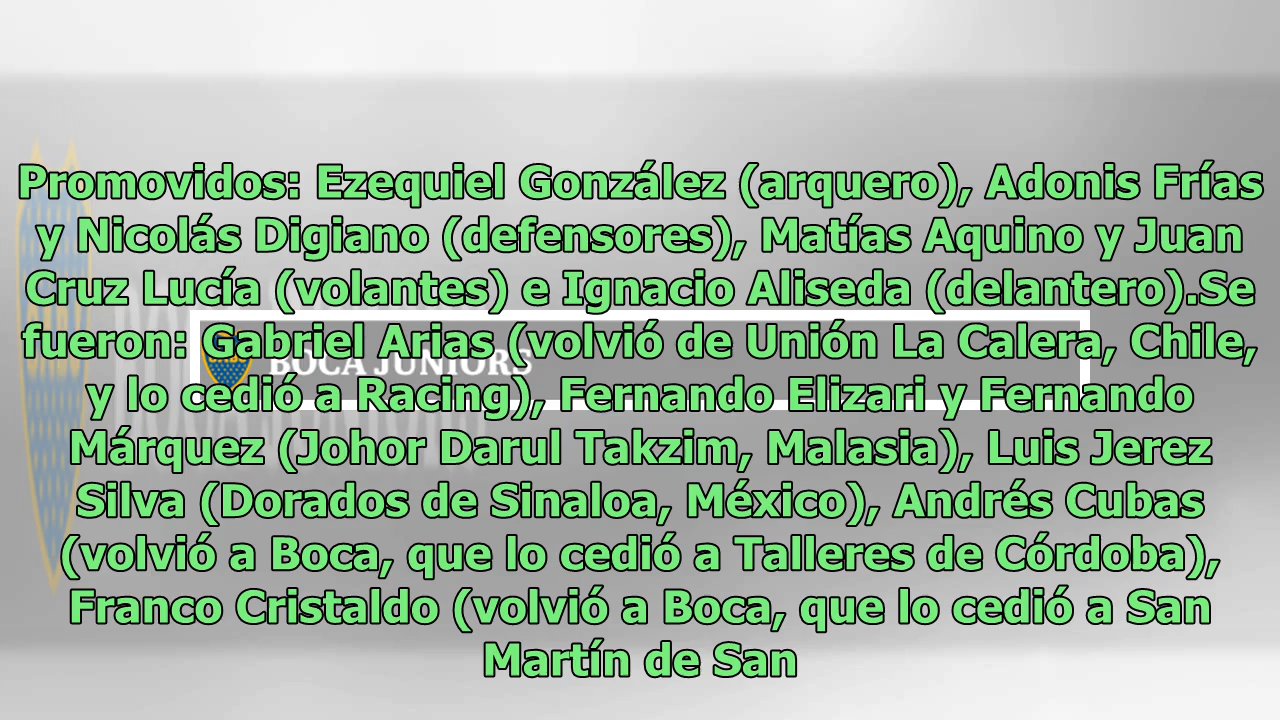 Promovidos: Ezequiel González (arquero), Adonis Frías
y Nicolás Digiano (defensores), Matías Aquino y Juan
Cruz Lucía (volantes) e Ignacio Aliseda (delantero).Se
fueron: Gabriel Arias (volvió de Unión La Calera, Chile,
BOCA JUNIORS
y lo cedió a Racing), Fernando Elizari y Fernando
Márquez (Johor Darul Takzim, Malasia), Luis Jerez
Silva (Dorados de Sinaloa, México), Andrés Cubas
(volvió a Boca, que lo cedió a Talleres de Córdoba),
Franco Cristaldo (volvió a Boca, que lo cedió a San
Martín de San